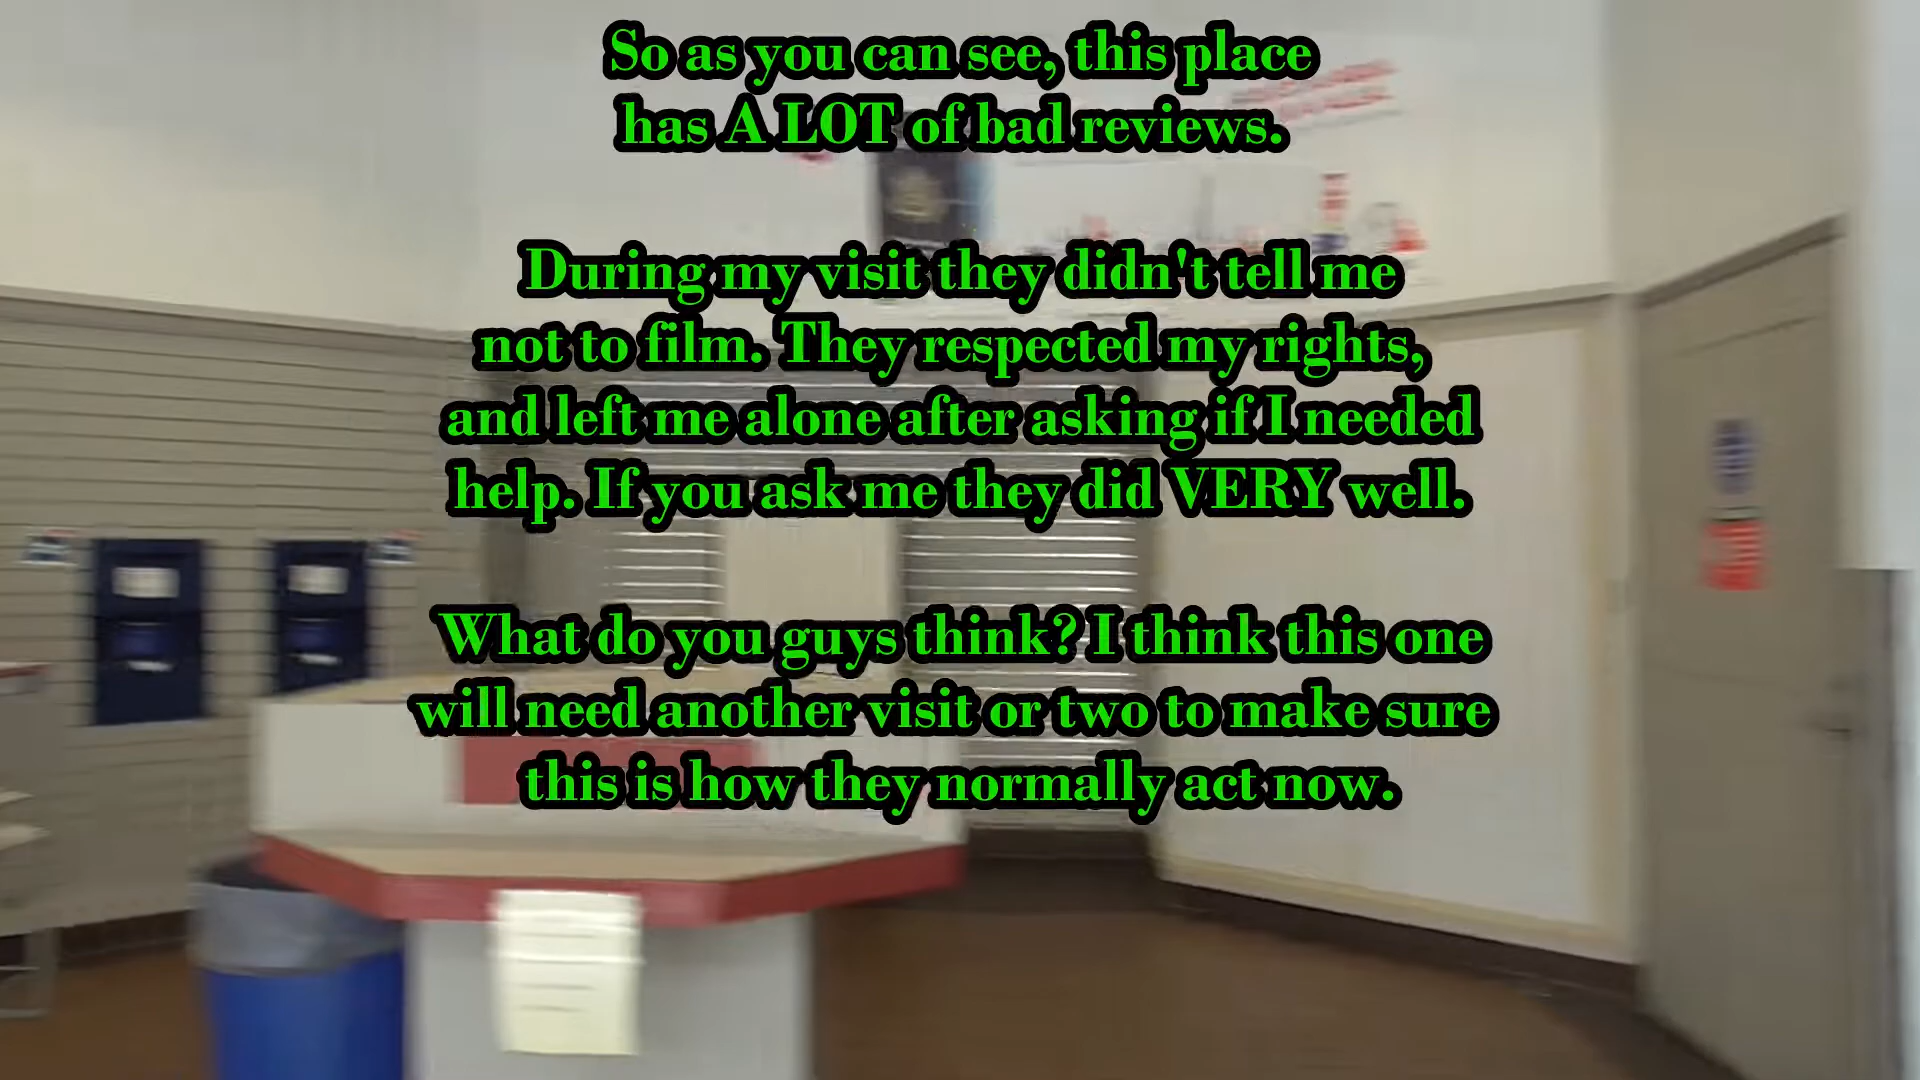 So as you can see, this place
has A LOT of bad reviews.
During my visit they didn't tell me
not to film. They respected my rights,
and left me alone after asking if I needed
help. If you ask me they did VERY well.
What do you guys think? I think this one
will need another visit or two to make sure
this is how they normally act now.